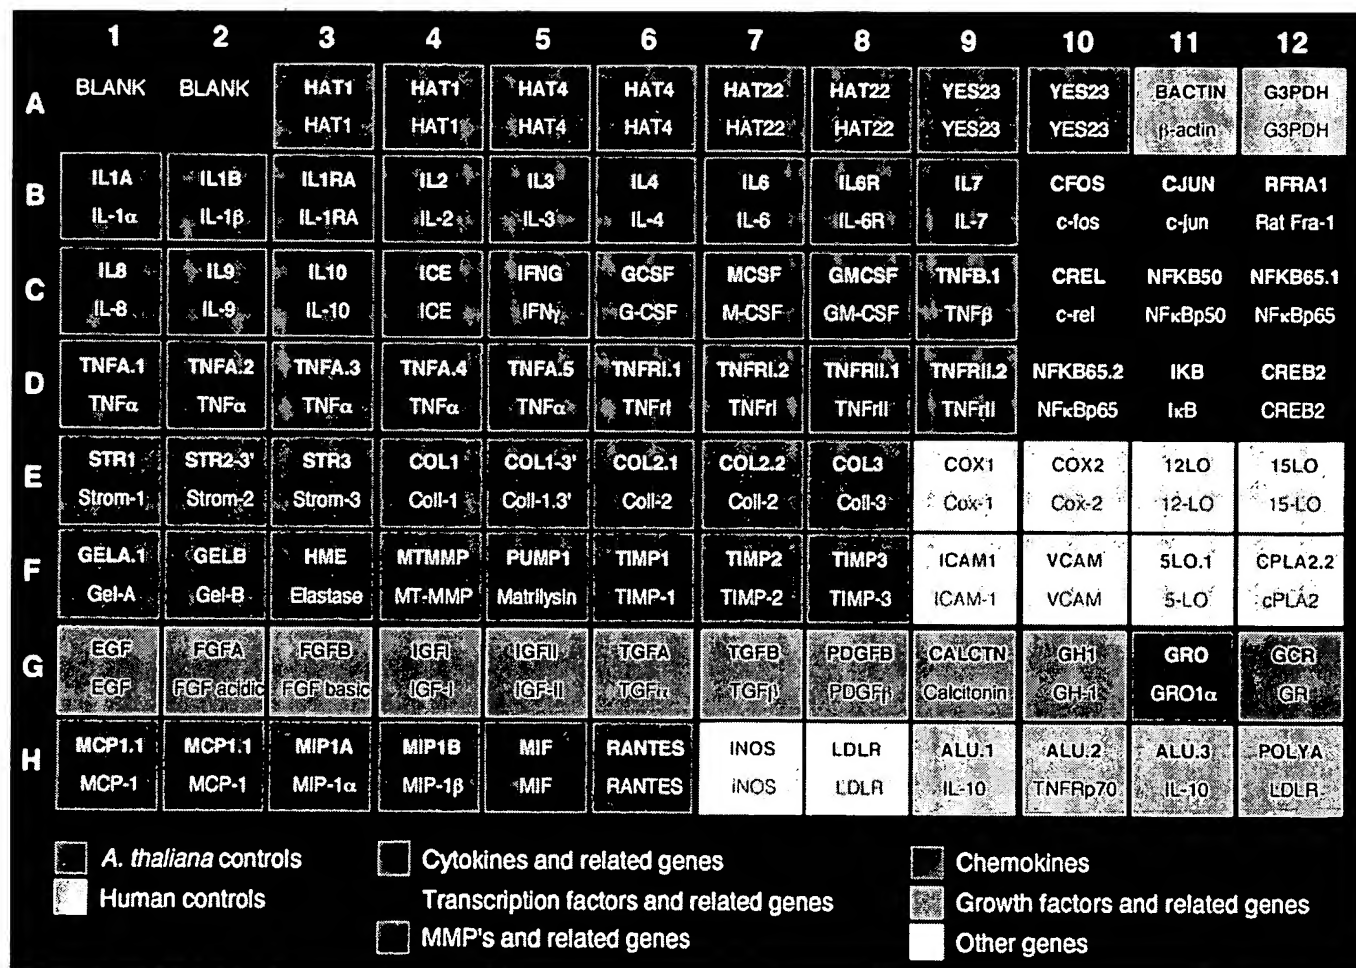 1 2 3 4 5 6 7 8 9 10 11 12
A BLANK BLANK HAT1 HAT1 HAT4 HAT4 HAT22 HAT22 YES23 YES23 BACTIN G3PDH
HAT1 HAT1 HAT4 HAT4 HAT22 HAT22 YES23 YES23 β-actin G3PDH
B IL1A IL1B IL1RA IL2 IL3 IL4 IL6 IL6R IL7 CFOS CJUN RFRA1
IL-1α IL-1β IL-1RA IL-2 IL-3 IL-4 IL-6 IL-6R IL-7 c-fos c-jun Rat Fra-1
C IL8 IL9 IL10 ICE IFNG GCSF MCSF GMCSF TNFB.1 CREL NFKB50 NFKB65.1
IL-8 IL-9 IL-10 ICE IFNγ G-CSF M-CSF GM-CSF TNFβ c-rel NFκBp50 NFκBp65
D TNFA.1 TNFA.2 TNFA.3 TNFA.4 TNFA.5 TNFRI.1 TNFRI.2 TNFRII.1 TNFRII.2 NFKB65.2 IKB CREB2
TNFα TNFα TNFα TNFα TNFα TNFrI TNFrI TNFrII TNFrII NFκBp65 IκB CREB2
E STR1 STR2-3' STR3 COL1 COL1-3' COL2.1 COL2.2 COL3 COX1 COX2 12LO 15LO
Strom-1 Strom-2 Strom-3 Coll-1 Coll-1.3' Coll-2 Coll-2 Coll-3 Cox-1 Cox-2 12-LO 15-LO
F GELA.1 GELB HME MTMMP PUMP1 TIMP1 TIMP2 TIMP3 ICAM1 VCAM 5LO.1 CPLA2.2
Gel-A Gel-B Elastase MT-MMP Matrilysin TIMP-1 TIMP-2 TIMP-3 ICAM-1 VCAM 5-LO cPLA2
G EGF FGFA FGFB IGFI IGFII TGFA TGFB PDGFB CALCTN GH1 GRO GCR
EGF FGF acidic FGF basic IGF-I IGF-II TGFα TGFβ PDGFβ Calcitonin GH-1 GRO1α GR
H MCP1.1 MCP1.1 MIP1A MIP1B MIF RANTES INOS LDLR ALU.1 ALU.2 ALU.3 POLYA
MCP-1 MCP-1 MIP-1α MIP-1β MIF RANTES iNOS LDLR IL-10 TNFRp70 IL-10 LDLR
A. thaliana controls Cytokines and related genes Chemokines
Human controls Transcription factors and related genes Growth factors and related genes
MMP's and related genes Other genes